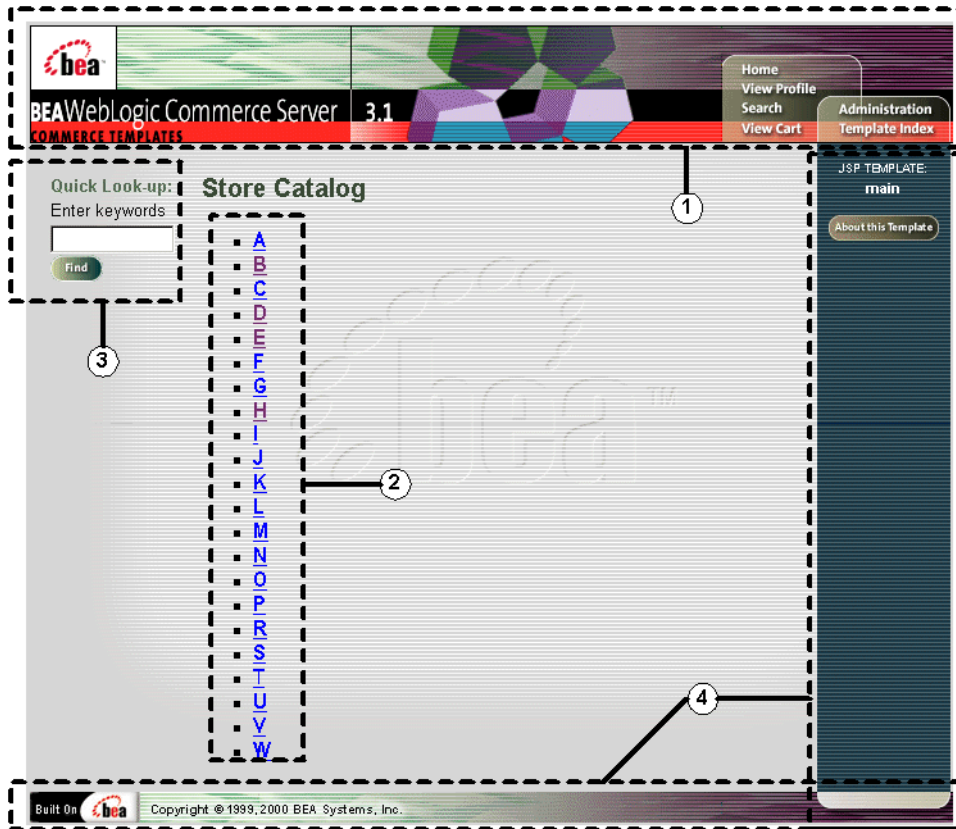 bea
BEAWebLogic Commerce Server 3.1
COMMERCE TEMPLATES
Home
View Profile
Search
View Cart
Administration
Template Index
1
Quick Look-up:
Enter keywords
Find
3
Store Catalog
A
B
C
D
E
F
G
H
I
J
K
L
M
N
O
P
R
S
T
U
V
W
2
bea™
JSP TEMPLATE:
main
About this Template
4
Built On bea
Copyright ©1999, 2000 BEA Systems, Inc.